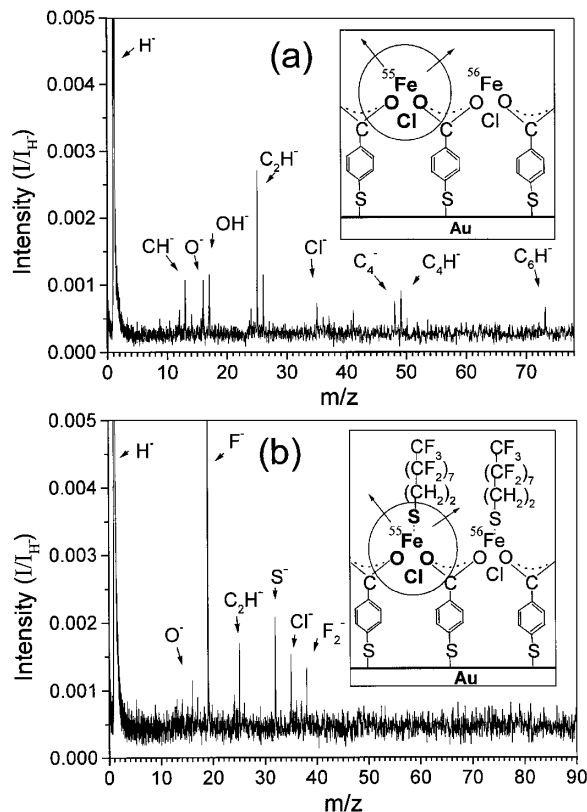 0.005
0.004
0.003
0.002
0.001
0.000
Intensity (I/I_H-)
H⁻
(a)
CH⁻
O⁻
OH⁻
C₂H⁻
Cl⁻
C₄⁻
C₄H⁻
C₆H⁻
⁵⁵Fe
⁵⁶Fe
O O O O
Cl Cl
C C C
S S S
Au
0 10 20 30 40 50 60 70
m/z
0.005
0.004
0.003
0.002
0.001
0.000
Intensity (I/I_H-)
H⁻
F⁻
(b)
O⁻
C₂H⁻
S⁻
Cl⁻
F₂⁻
CF₃ CF₃
(CF₂)₇ (CF₂)₇
(CH₂)₂ (CH₂)₂
S S
⁵⁵Fe ⁵⁶Fe
O O O O
Cl Cl
C C C
S S S
Au
0 10 20 30 40 50 60 70 80 90
m/z